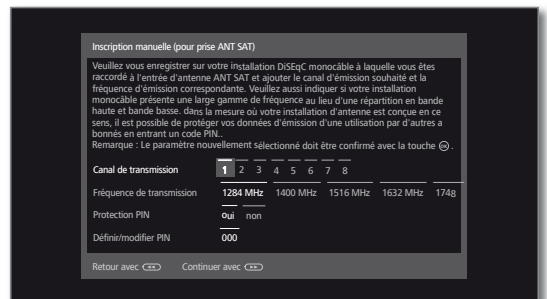 Inscription manuelle (pour prise ANT SAT)
Veuillez vous enregistrer sur votre installation DiSEqC monocâble à laquelle vous êtes
raccordé à l'entrée d'antenne ANT SAT et ajouter le canal d'émission souhaité et la
fréquence d'émission correspondante. Veuillez aussi indiquer si votre installation
monocâble présente une large gamme de fréquence au lieu d'une répartition en bande
haute et bande basse. dans la mesure où votre installation d'antenne est conçue en ce
sens, il est possible de protéger vos données d'émission d'une utilisation par d'autres a
bonnés en entrant un code PIN..
Remarque : Le paramètre nouvellement sélectionné doit être confirmé avec la touche OK .
Canal de transmission 1 2 3 4 5 6 7 8
Fréquence de transmission 1284 MHz 1400 MHz 1516 MHz 1632 MHz 1748
Protection PIN oui non
Définir/modifier PIN 000
Retour avec Continuer avec